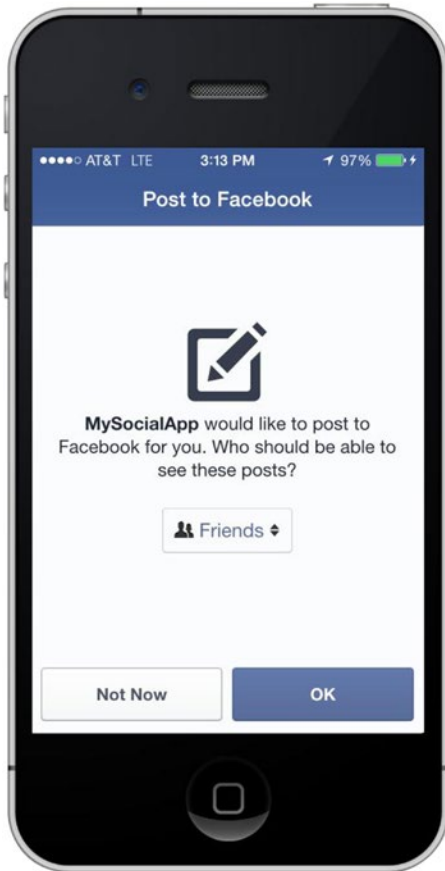 AT&T LTE 3:13 PM 97%
Post to Facebook
MySocialApp would like to post to
Facebook for you. Who should be able to
see these posts?
Friends
Not Now OK